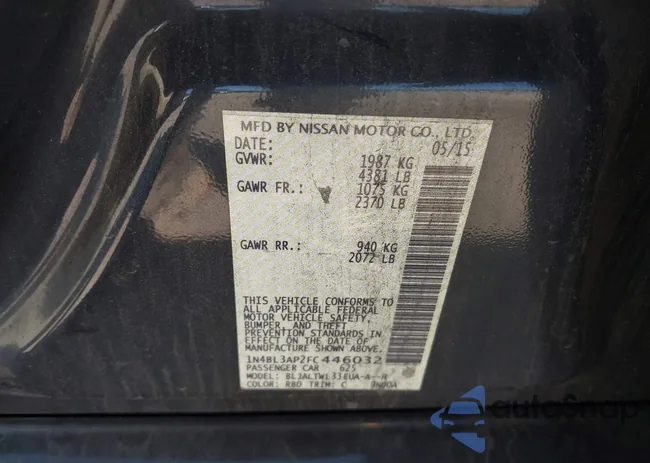 MFD BY NISSAN MOTOR CO., LTD.
DATE: 05/15
GVWR: 1987 KG
4381 LB
GAWR FR.: 1075 KG
2370 LB
GAWR RR.: 940 KG
2072 LB
THIS VEHICLE CONFORMS TO
ALL APPLICABLE FEDERAL
MOTOR VEHICLE SAFETY,
BUMPER, AND THEFT
PREVENTION STANDARDS IN
EFFECT ON THE DATE OF
MANUFACTURE SHOWN ABOVE.
1N4BL3AP2FC446032
PASSENGER CAR 625
MODEL:
COLOR: RBD TRIM: C
autosnap